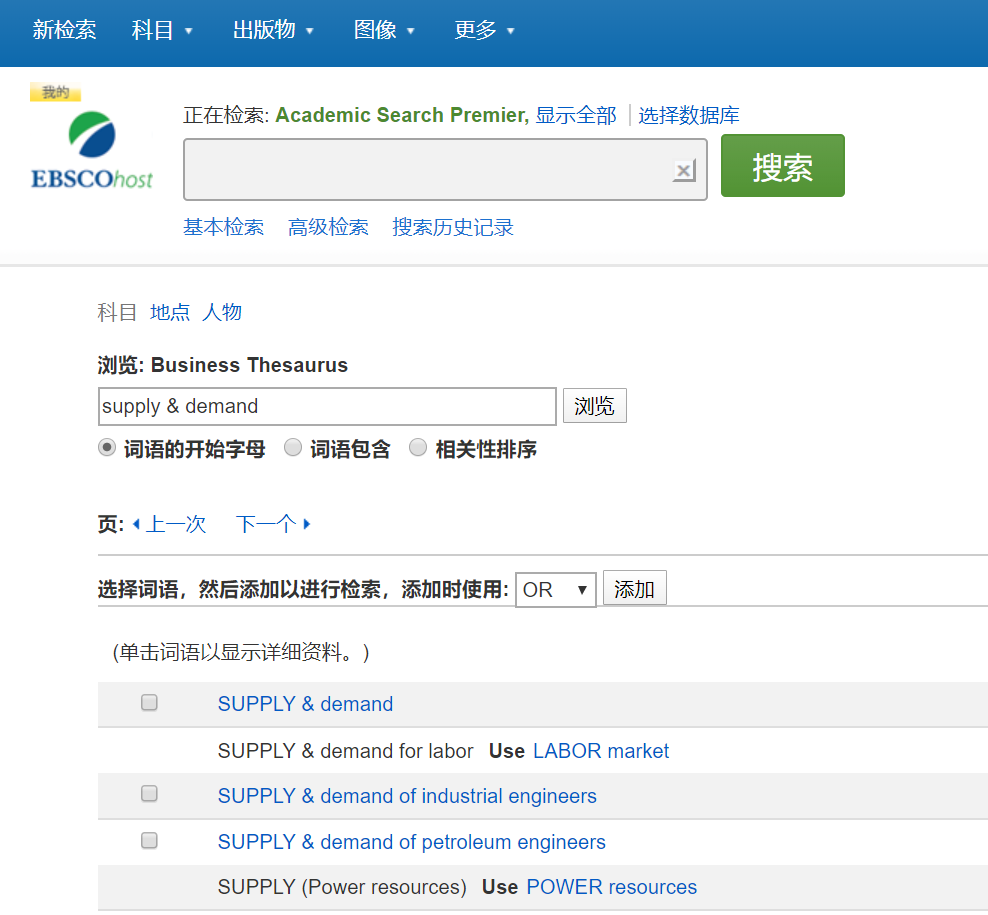 新检索 科目 出版物 图像 更多
我的
EBSCOhost
正在检索: Academic Search Premier, 显示全部 选择数据库
搜索
基本检索 高级检索 搜索历史记录
科目 地点 人物
浏览: Business Thesaurus
supply & demand 浏览
词语的开始字母 词语包含 相关性排序
页: 上一次 下一个
选择词语，然后添加以进行检索，添加时使用: OR 添加
(单击词语以显示详细资料。)
SUPPLY & demand
SUPPLY & demand for labor Use LABOR market
SUPPLY & demand of industrial engineers
SUPPLY & demand of petroleum engineers
SUPPLY (Power resources) Use POWER resources